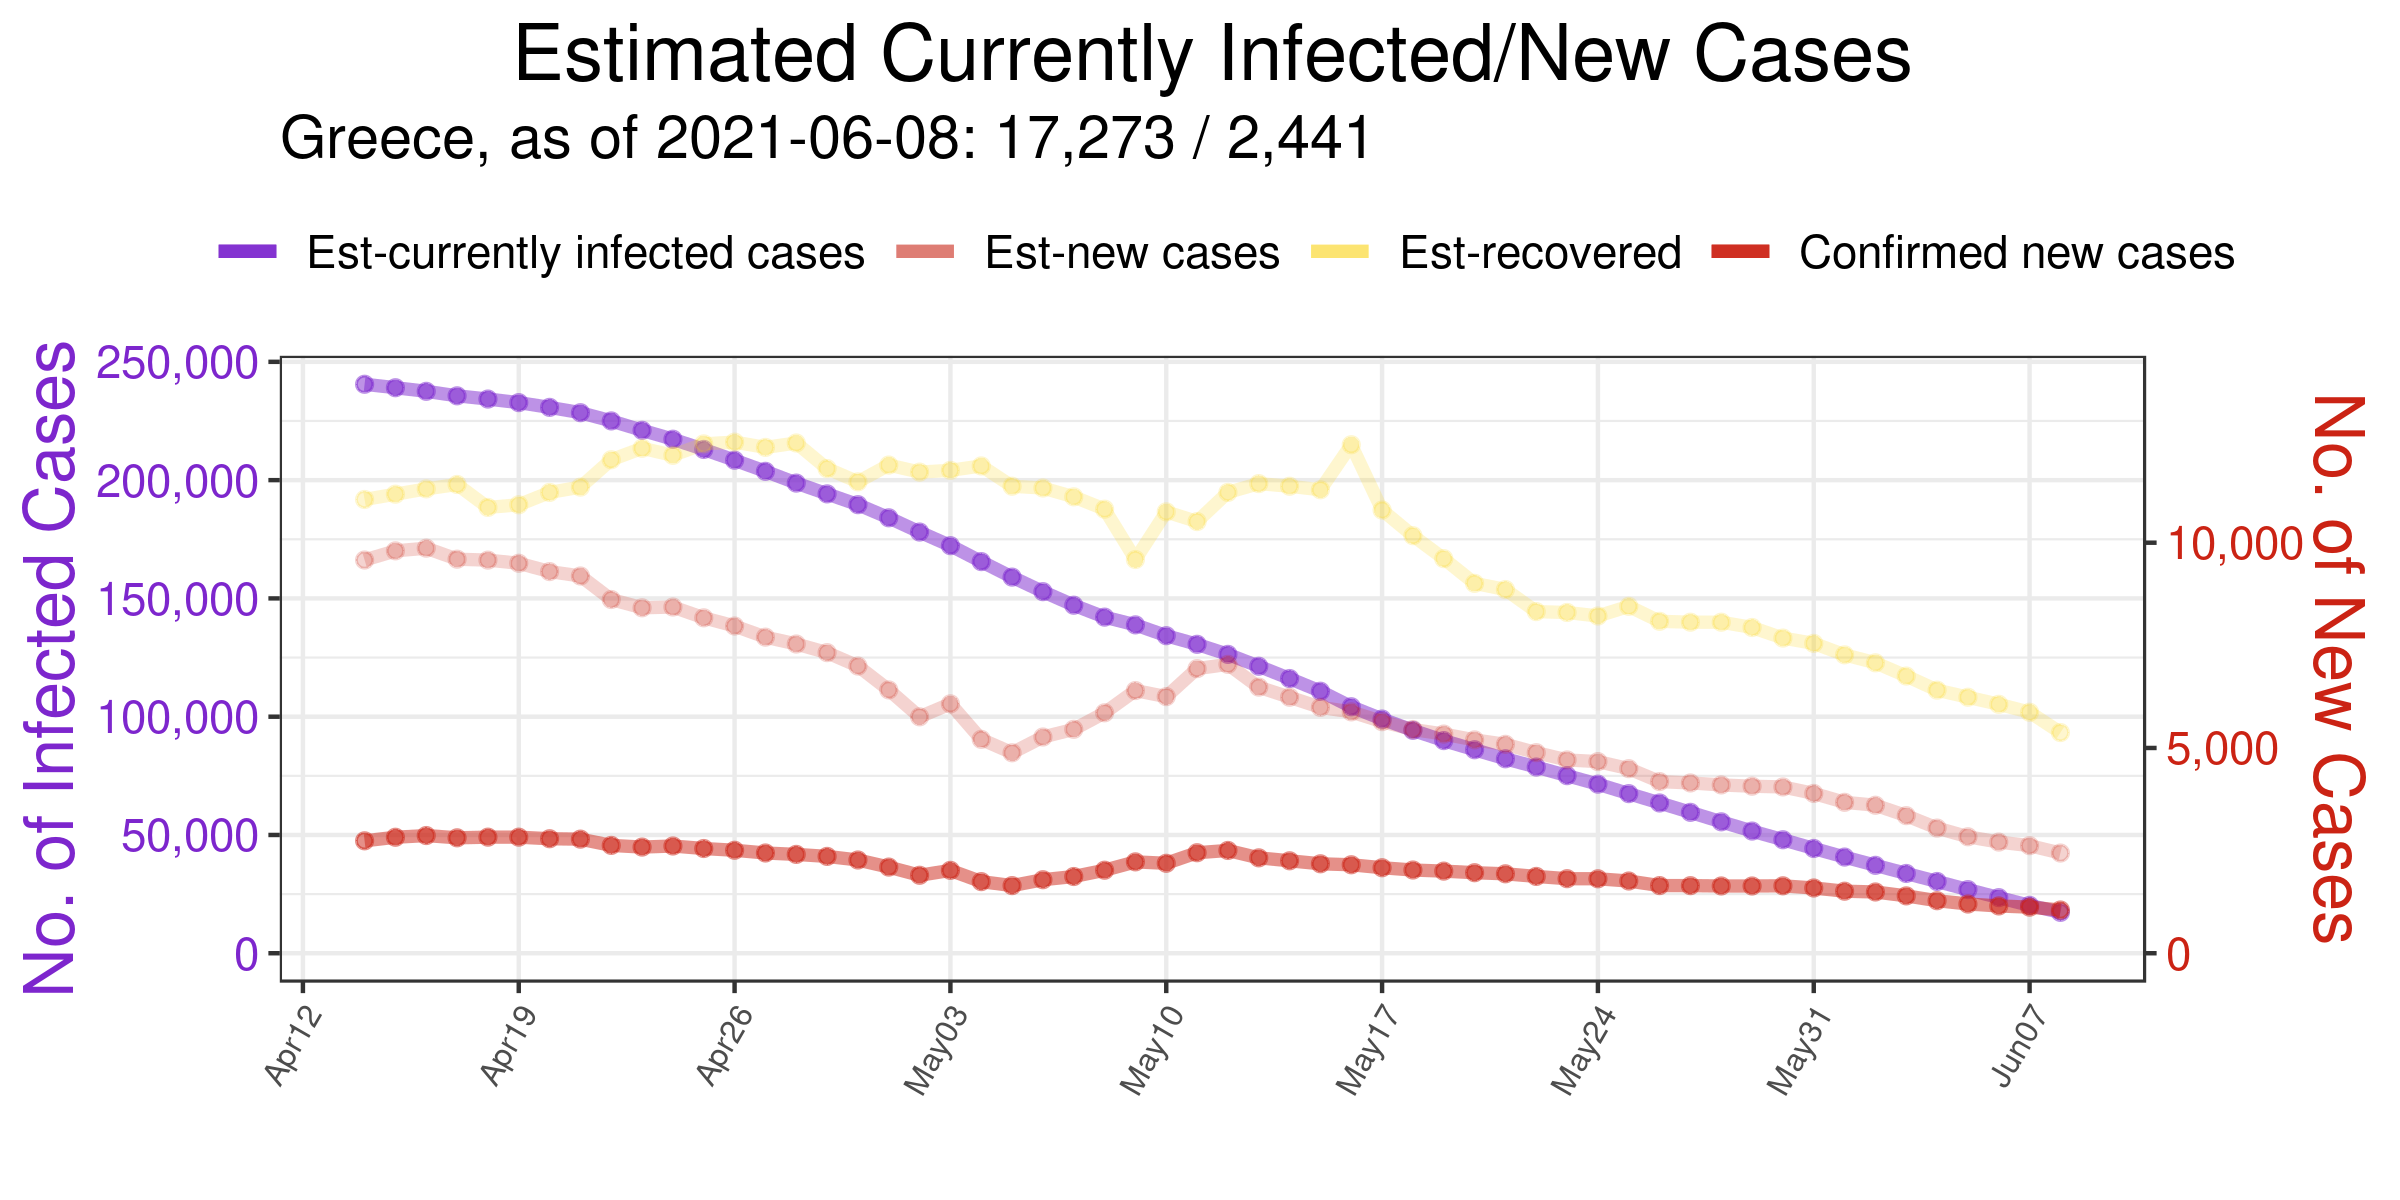 Estimated Currently Infected/New Cases
Greece, as of 2021-06-08: 17,273 / 2,441
Est-currently infected cases Est-new cases Est-recovered Confirmed new cases
No. of Infected Cases
250,000
200,000
150,000
100,000
50,000
0
10,000
5,000
0
No. of New Cases
Apr12 Apr19 Apr26 May03 May10 May17 May24 May31 Jun07